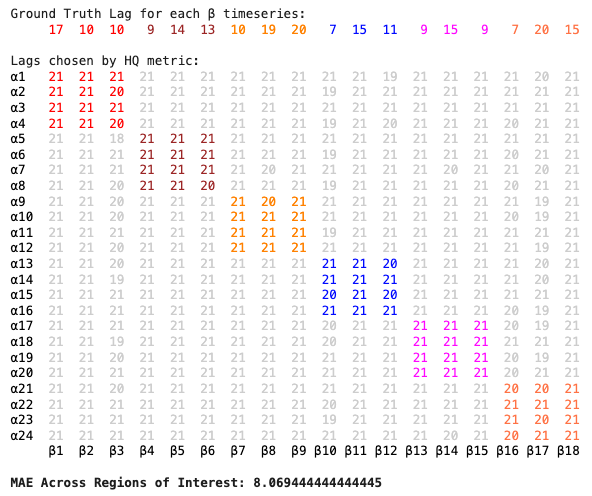 Ground Truth Lag for each β timeseries:
17 10 10 9 14 13 10 19 20 7 15 11 9 15 9 7 20 15
Lags chosen by HQ metric:
α1 21 21 21 21 21 21 21 21 21 21 21 19 21 21 21 21 20 21
α2 21 21 20 21 21 21 21 21 21 19 21 21 21 21 21 21 21 21
α3 21 21 21 21 21 21 21 21 21 21 21 21 21 21 21 21 21 21
α4 21 21 20 21 21 21 21 21 21 19 21 20 21 21 21 20 21 21
α5 21 21 18 21 21 21 21 21 21 21 21 21 21 21 21 21 21 21
α6 21 21 21 21 21 21 21 21 21 19 21 21 21 21 21 20 21 21
α7 21 21 21 21 21 21 21 20 21 21 21 21 21 20 21 21 20 21
α8 21 21 20 21 21 20 21 21 21 19 21 21 21 21 21 20 21 21
α9 21 21 20 21 21 21 21 20 21 21 21 21 21 21 21 21 19 21
α10 21 21 20 21 21 21 21 21 21 21 21 21 21 21 21 20 19 21
α11 21 21 20 21 21 21 21 21 21 19 21 21 21 21 21 21 21 21
α12 21 21 20 21 21 21 21 21 21 21 21 21 21 21 21 21 19 21
α13 21 21 20 21 21 21 21 21 21 21 21 20 21 21 21 21 20 21
α14 21 21 19 21 21 21 21 21 21 21 21 21 21 21 21 21 21 21
α15 21 21 20 21 21 21 21 21 21 20 21 20 21 21 21 21 20 21
α16 21 21 21 21 21 21 21 21 21 21 21 21 21 21 21 20 19 21
α17 21 21 20 21 21 21 21 21 21 20 21 21 21 21 21 20 19 21
α18 21 21 19 21 21 21 21 21 21 20 21 21 21 21 21 21 20 21
α19 21 21 20 21 21 21 21 21 21 21 21 21 21 21 21 21 20 21
α20 21 21 21 21 21 21 21 21 21 21 21 21 21 21 21 20 21 21
α21 21 21 20 21 21 21 21 21 21 21 21 21 21 21 21 20 20 21
α22 21 21 21 21 21 21 21 21 21 20 21 21 21 21 21 21 21 21
α23 21 21 20 21 21 21 21 21 21 19 21 21 21 21 21 21 20 21
α24 21 21 21 21 21 21 21 21 21 21 21 21 21 20 21 20 21 21
β1 β2 β3 β4 β5 β6 β7 β8 β9 β10 β11 β12 β13 β14 β15 β16 β17 β18
MAE Across Regions of Interest: 8.069444444444445